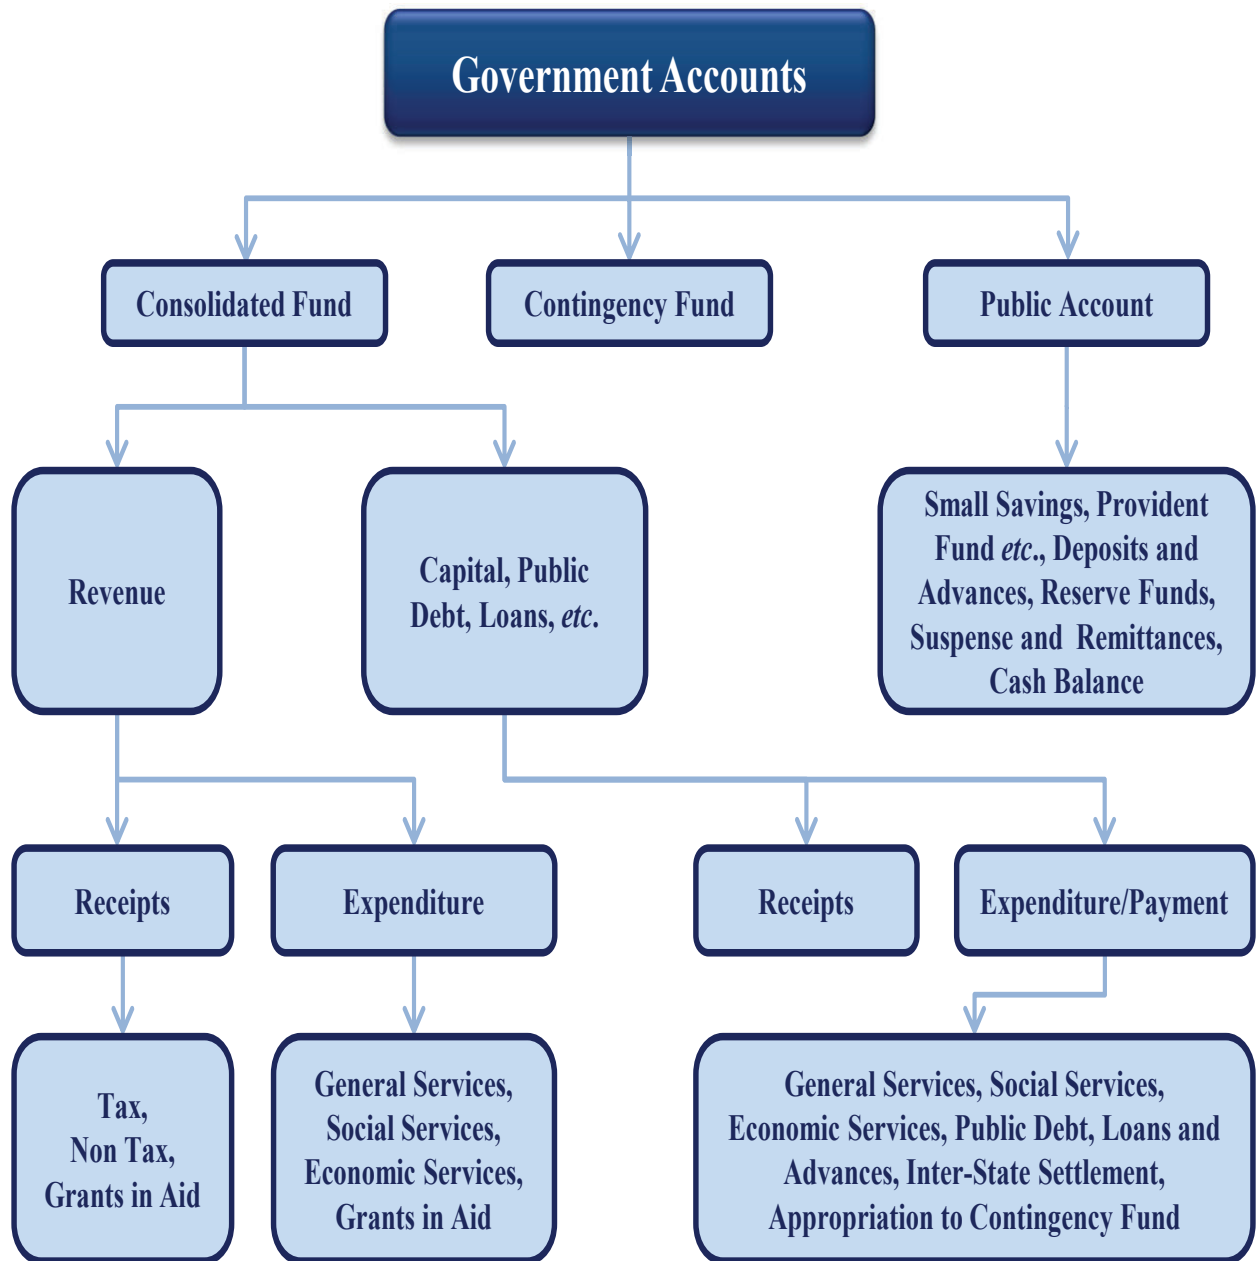 Government Accounts
Consolidated Fund
Contingency Fund
Public Account
Revenue
Capital, Public
Debt, Loans, etc.
Small Savings, Provident
Fund etc., Deposits and
Advances, Reserve Funds,
Suspense and Remittances,
Cash Balance
Receipts
Expenditure
Receipts
Expenditure/Payment
Tax,
Non Tax,
Grants in Aid
General Services,
Social Services,
Economic Services,
Grants in Aid
General Services, Social Services,
Economic Services, Public Debt, Loans and
Advances, Inter-State Settlement,
Appropriation to Contingency Fund